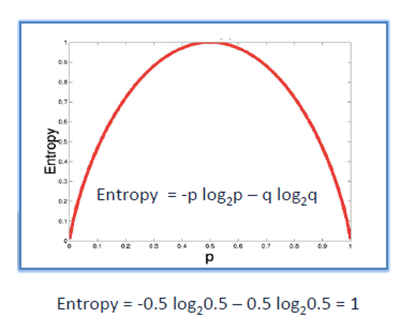 1
0.9
0.8
0.7
0.6
0.5
0.4
0.3
0.2
0.1
0
Entropy
Entropy = -p log₂p – q log₂q
0 0.1 0.2 0.3 0.4 0.5 0.6 0.7 0.8 0.9 1
p
Entropy = -0.5 log₂0.5 – 0.5 log₂0.5 = 1